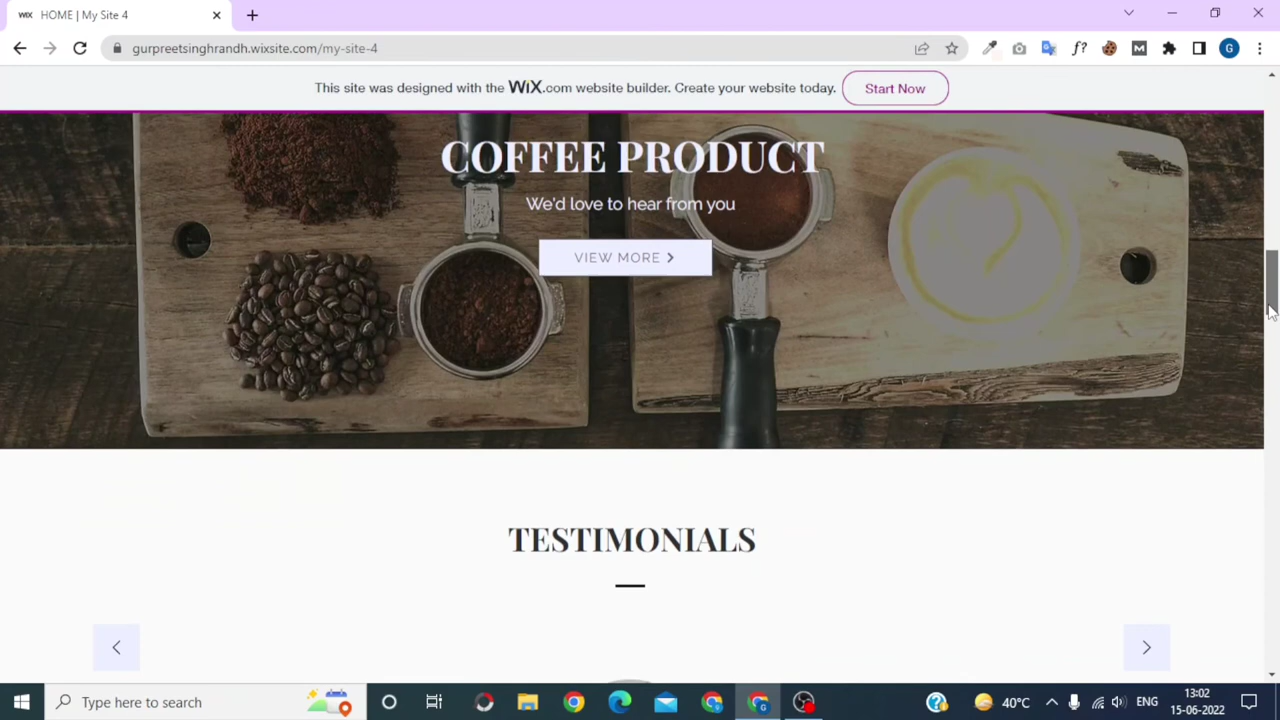 WiX HOME | My Site 4
gurpreetsinghrandh.wixsite.com/my-site-4
f?
M
G
This site was designed with the WiX.com website builder. Create your website today.
Start Now
COFFEE PRODUCT
We'd love to hear from you
VIEW MORE
TESTIMONIALS
Type here to search
40°C
ENG
13:02
15-06-2022